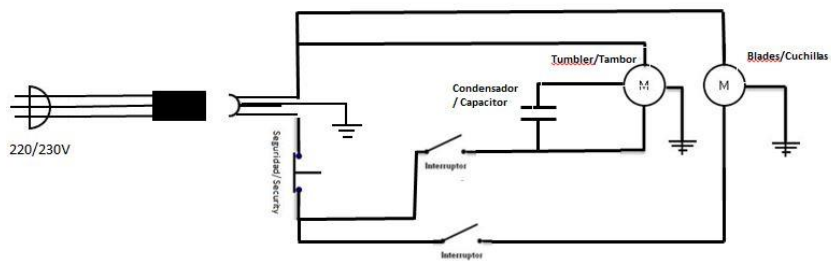 Tumbler/Tambor
Blades/Cuchillas
Condensador
/ Capacitor
M
M
220/230V
Seguridad/Security
Interruptor
Interruptor